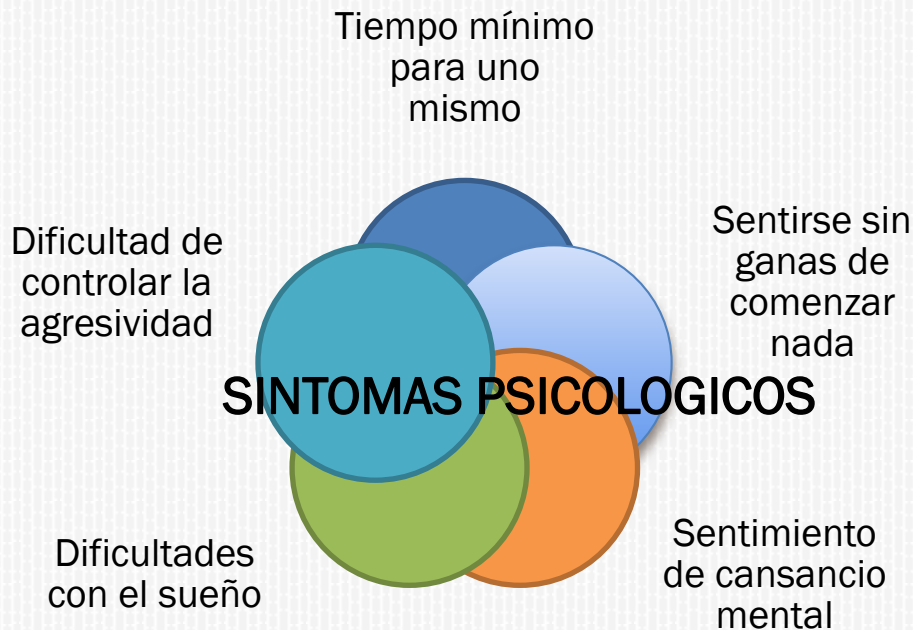 Tiempo mínimo
para uno
mismo
Dificultad de
controlar la
agresividad
Sentirse sin
ganas de
comenzar
nada
SINTOMAS PSICOLOGICOS
Dificultades
con el sueño
Sentimiento
de cansancio
mental